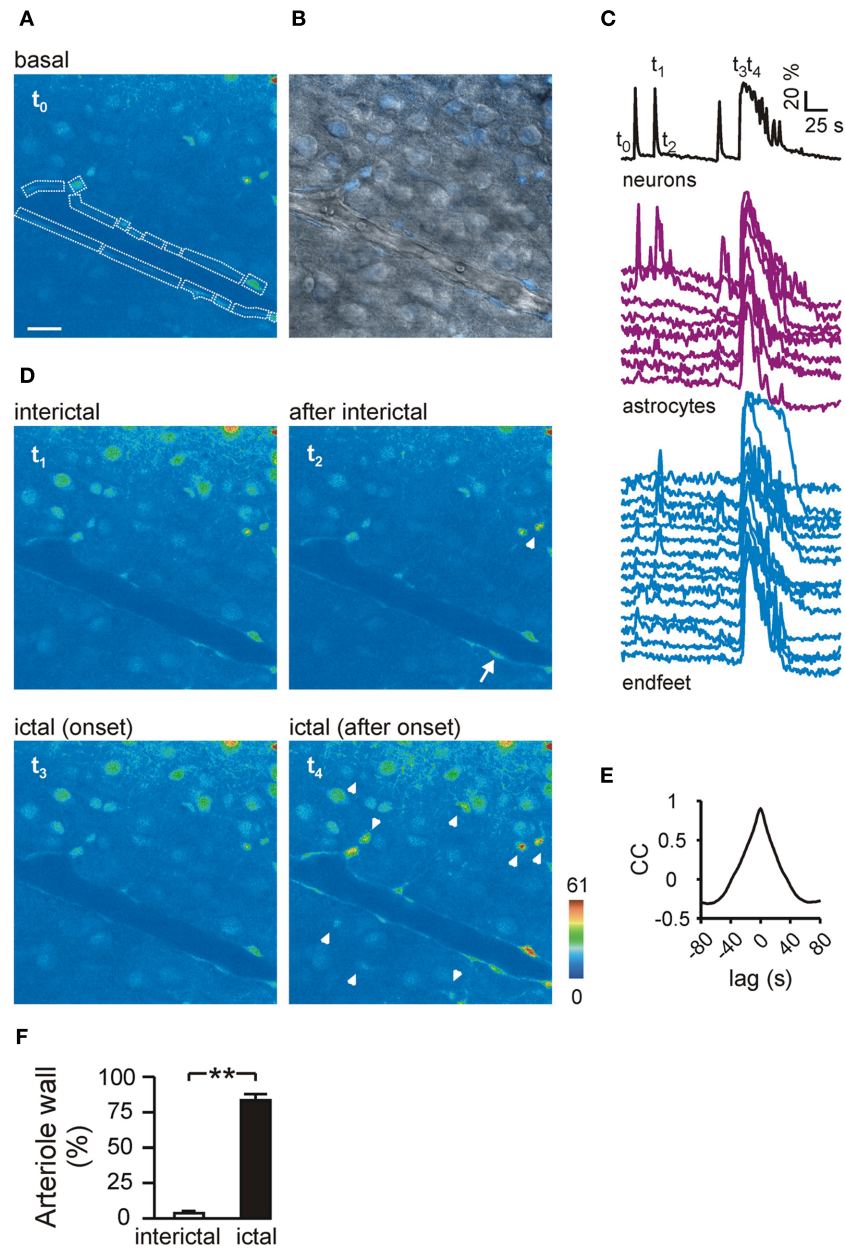 A
B
C
basal
t0
t1
t3t4
20 %
25 s
t0
t2
neurons
astrocytes
endfeet
D
interictal
after interictal
t1
t2
ictal (onset)
ictal (after onset)
t3
t4
61
0
E
1
0.5
0
-0.5
CC
-80
-40
0
40
80
lag (s)
F
100
75
50
25
0
Arteriole wall
(%)
**
interictal
ictal